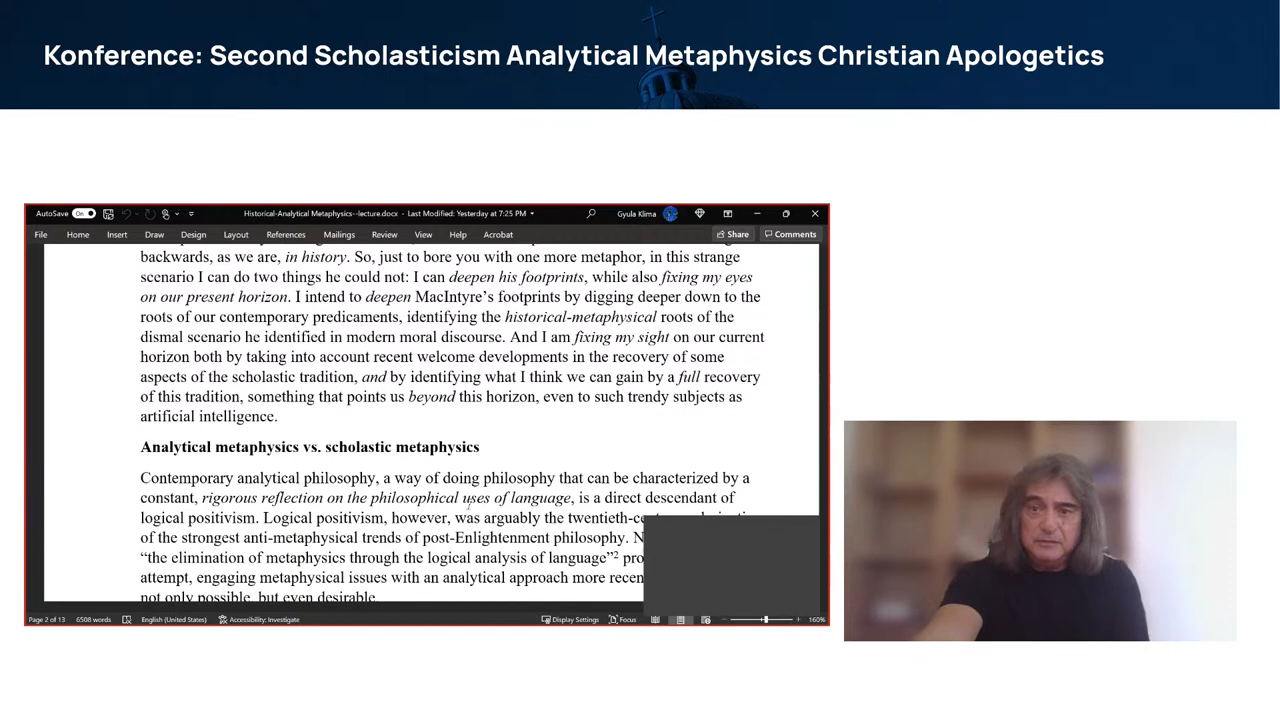 Konference: Second Scholasticism Analytical Metaphysics Christian Apologetics
AutoSave On Historical-Analytical Metaphysics--lecture.docx - Last Modified: Yesterday at 7:25 PM Gyula Klima
File Home Insert Draw Design Layout References Mailings Review View Help Acrobat Share Comments
backwards, as we are, in history. So, just to bore you with one more metaphor, in this strange
scenario I can do two things he could not: I can deepen his footprints, while also fixing my eyes
on our present horizon. I intend to deepen MacIntyre's footprints by digging deeper down to the
roots of our contemporary predicaments, identifying the historical-metaphysical roots of the
dismal scenario he identified in modern moral discourse. And I am fixing my sight on our current
horizon both by taking into account recent welcome developments in the recovery of some
aspects of the scholastic tradition, and by identifying what I think we can gain by a full recovery
of this tradition, something that points us beyond this horizon, even to such trendy subjects as
artificial intelligence.
Analytical metaphysics vs. scholastic metaphysics
Contemporary analytical philosophy, a way of doing philosophy that can be characterized by a
constant, rigorous reflection on the philosophical uses of language, is a direct descendant of
logical positivism. Logical positivism, however, was arguably the
of the strongest anti-metaphysical trends of post-Enlightenment philosophy.
“the elimination of metaphysics through the logical analysis of language”2
attempt, engaging metaphysical issues with an analytical approach more
not only possible, but even desirable.
Page 2 of 13 6508 words English (United States) Accessibility: Investigate Display Settings Focus 160%